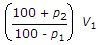 (100 + p₂ / 100 - p₁) V₁